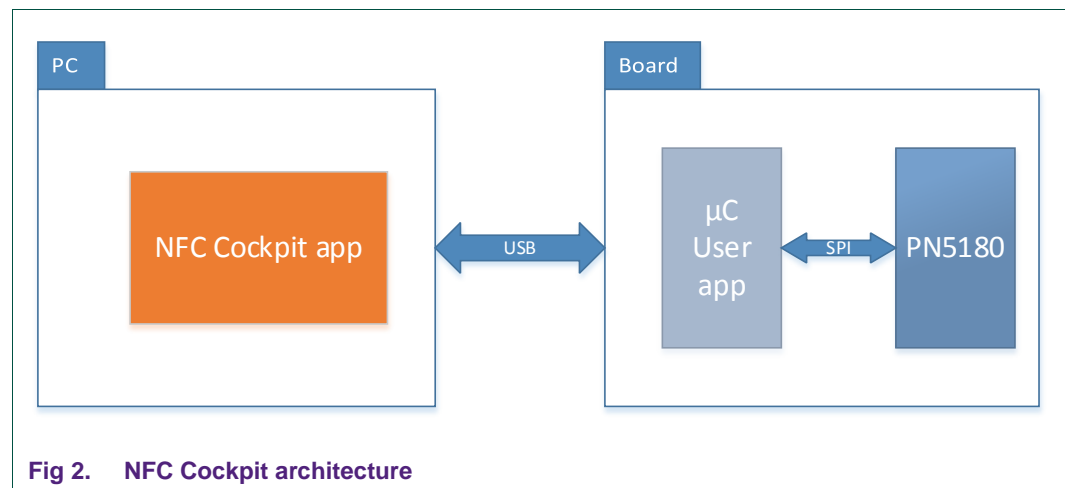 PC
NFC Cockpit app
USB
Board
µC
User
app
SPI
PN5180
Fig 2. NFC Cockpit architecture